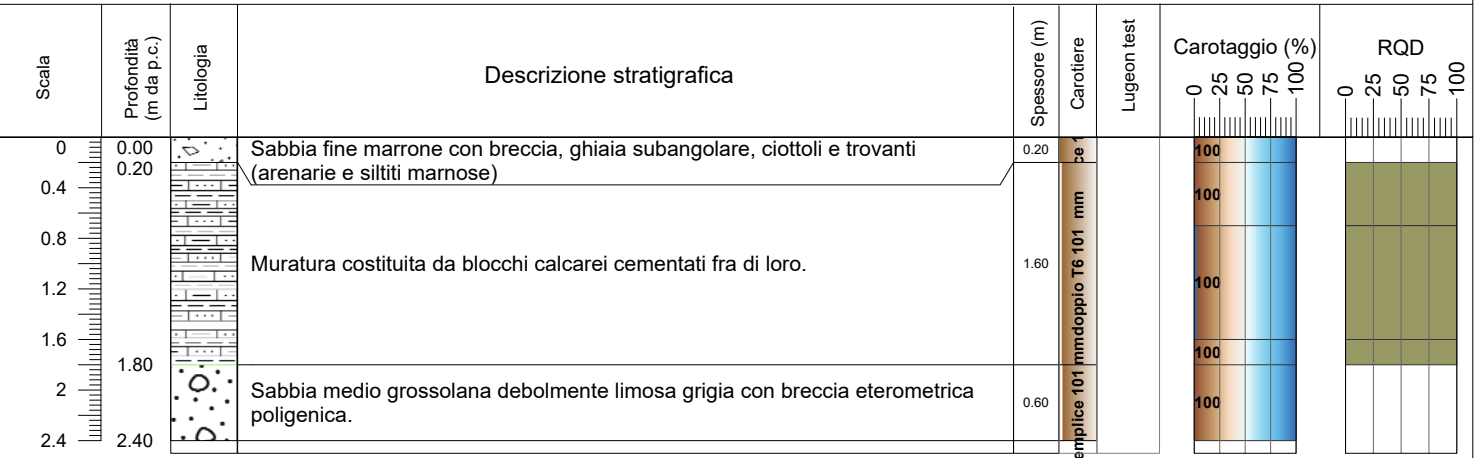 Scala
Profondità
(m da p.c.)
Litologia
Descrizione stratigrafica
Spessore (m)
Carotiere
Lugeon test
Carotaggio (%)
0 25 50 75 100
RQD
0 25 50 75 100
0
0.4
0.8
1.2
1.6
2
2.4
0.00
0.20
1.80
2.40
Sabbia fine marrone con breccia, ghiaia subangolare, ciottoli e trovanti
(arenarie e siltiti marnose)
Muratura costituita da blocchi calcarei cementati fra di loro.
Sabbia medio grossolana debolmente limosa grigia con breccia eterometrica
poligenica.
0.20
1.60
0.60
ce 1
doppio T6 101 mm
emplice 101 mm
100
100
100
100
100